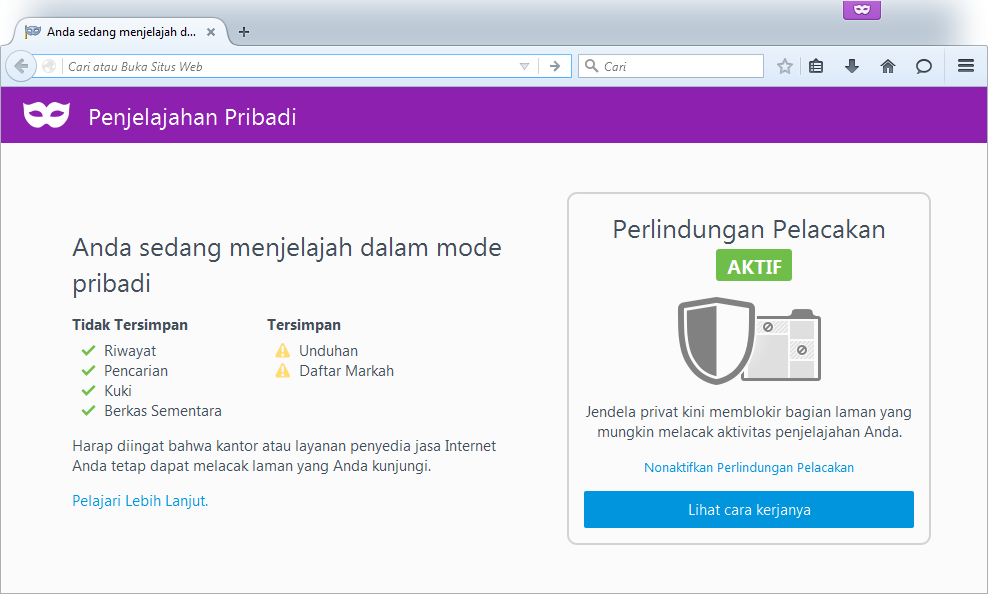 Anda sedang menjelajah d...
Cari atau Buka Situs Web
Cari
Penjelajahan Pribadi
Anda sedang menjelajah dalam mode
pribadi
Tidak Tersimpan
Riwayat
Pencarian
Kuki
Berkas Sementara
Tersimpan
Unduhan
Daftar Markah
Harap diingat bahwa kantor atau layanan penyedia jasa Internet
Anda tetap dapat melacak laman yang Anda kunjungi.
Pelajari Lebih Lanjut.
Perlindungan Pelacakan
AKTIF
Jendela privat kini memblokir bagian laman yang
mungkin melacak aktivitas penjelajahan Anda.
Nonaktifkan Perlindungan Pelacakan
Lihat cara kerjanya